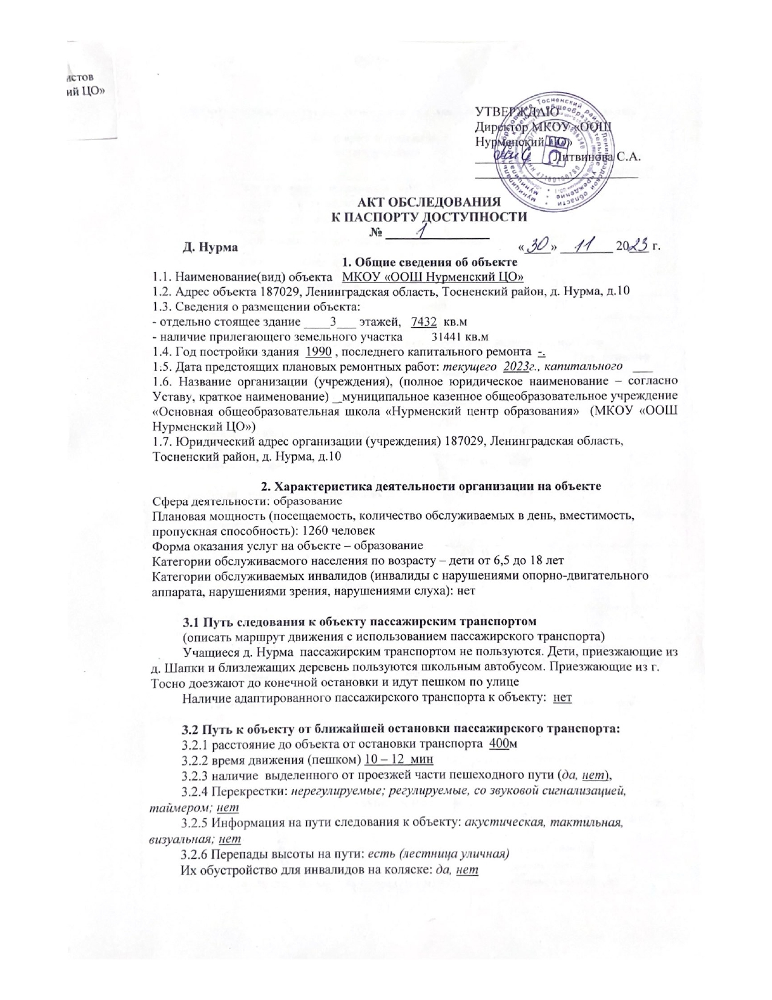 истов
ий ЦО»
УТВЕРЖДАЮ
Директор МКОУ «ООШ
Нурменский ЦО»
Литвинова С.А.
АКТ ОБСЛЕДОВАНИЯ
К ПАСПОРТУ ДОСТУПНОСТИ
№ 1
Д. Нурма «30» 11 2023 г.
1. Общие сведения об объекте
1.1. Наименование(вид) объекта МКОУ «ООШ Нурменский ЦО»
1.2. Адрес объекта 187029, Ленинградская область, Тосненский район, д. Нурма, д.10
1.3. Сведения о размещении объекта:
- отдельно стоящее здание ____3___ этажей, 7432 кв.м
- наличие прилегающего земельного участка 31441 кв.м
1.4. Год постройки здания 1990 , последнего капитального ремонта -.
1.5. Дата предстоящих плановых ремонтных работ: текущего 2023г., капитального ___
1.6. Название организации (учреждения), (полное юридическое наименование – согласно
Уставу, краткое наименование) _муниципальное казенное общеобразовательное учреждение
«Основная общеобразовательная школа «Нурменский центр образования» (МКОУ «ООШ
Нурменский ЦО»)
1.7. Юридический адрес организации (учреждения) 187029, Ленинградская область,
Тосненский район, д. Нурма, д.10
2. Характеристика деятельности организации на объекте
Сфера деятельности: образование
Плановая мощность (посещаемость, количество обслуживаемых в день, вместимость,
пропускная способность): 1260 человек
Форма оказания услуг на объекте – образование
Категории обслуживаемого населения по возрасту – дети от 6,5 до 18 лет
Категории обслуживаемых инвалидов (инвалиды с нарушениями опорно-двигательного
аппарата, нарушениями зрения, нарушениями слуха): нет
3.1 Путь следования к объекту пассажирским транспортом
(описать маршрут движения с использованием пассажирского транспорта)
Учащиеся д. Нурма пассажирским транспортом не пользуются. Дети, приезжающие из
д. Шапки и близлежащих деревень пользуются школьным автобусом. Приезжающие из г.
Тосно доезжают до конечной остановки и идут пешком по улице
Наличие адаптированного пассажирского транспорта к объекту: нет
3.2 Путь к объекту от ближайшей остановки пассажирского транспорта:
3.2.1 расстояние до объекта от остановки транспорта 400м
3.2.2 время движения (пешком) 10 – 12 мин
3.2.3 наличие выделенного от проезжей части пешеходного пути (да, нет),
3.2.4 Перекрестки: нерегулируемые; регулируемые, со звуковой сигнализацией,
таймером; нет
3.2.5 Информация на пути следования к объекту: акустическая, тактильная,
визуальная; нет
3.2.6 Перепады высоты на пути: есть (лестница уличная)
Их обустройство для инвалидов на коляске: да, нет